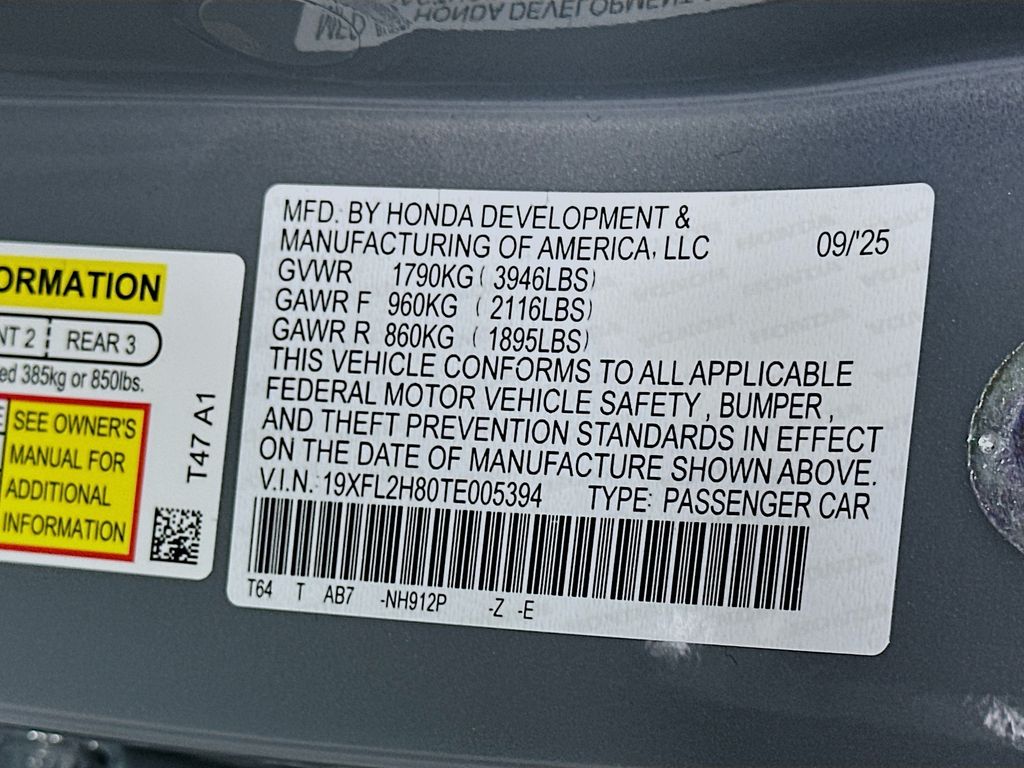 HONDA DEVELOPMENT
MFD. BY HONDA DEVELOPMENT &
MANUFACTURING OF AMERICA, LLC 09/'25
GVWR 1790KG ( 3946LBS)
GAWR F 960KG ( 2116LBS)
GAWR R 860KG ( 1895LBS)
THIS VEHICLE CONFORMS TO ALL APPLICABLE
FEDERAL MOTOR VEHICLE SAFETY , BUMPER ,
AND THEFT PREVENTION STANDARDS IN EFFECT
ON THE DATE OF MANUFACTURE SHOWN ABOVE.
V.I.N. 19XFL2H80TE005394 TYPE: PASSENGER CAR
T64 T AB7 -NH912P -Z -E
ORMATION
NT 2 REAR 3
ed 385kg or 850lbs.
SEE OWNER'S
MANUAL FOR
ADDITIONAL
INFORMATION
T47 A1